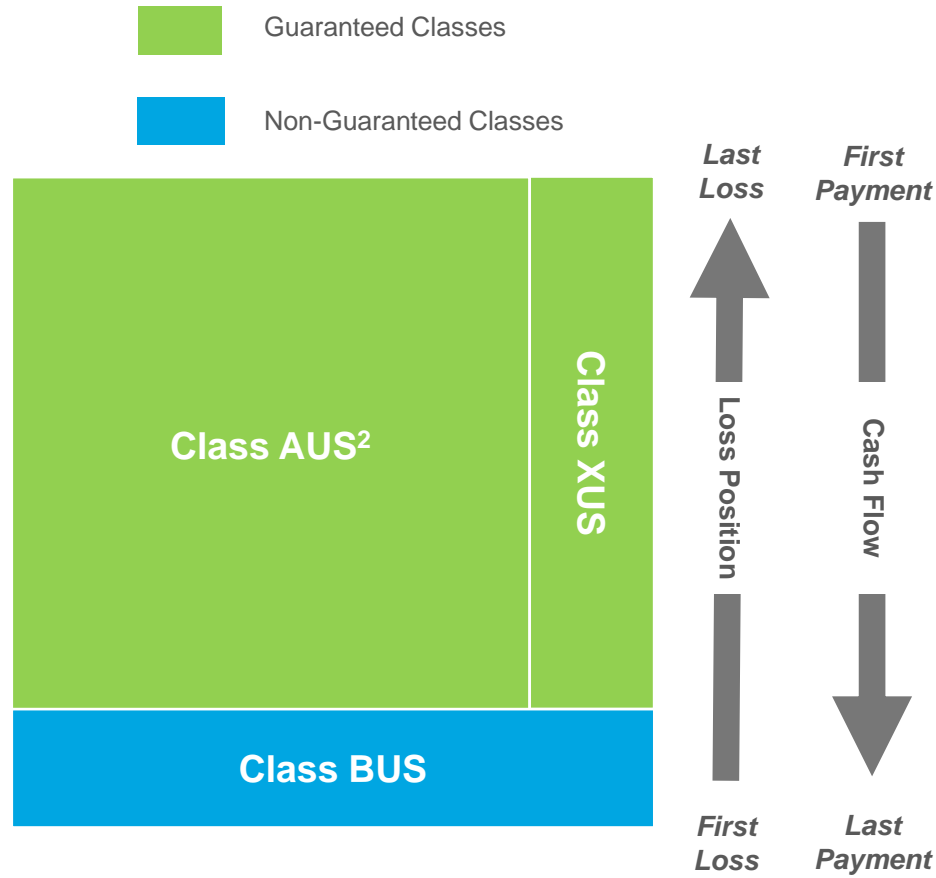 Guaranteed Classes
Non-Guaranteed Classes
Last
Loss
First
Payment
Class AUS²
Class XUS
Loss Position
Cash Flow
Class BUS
First
Loss
Last
Payment